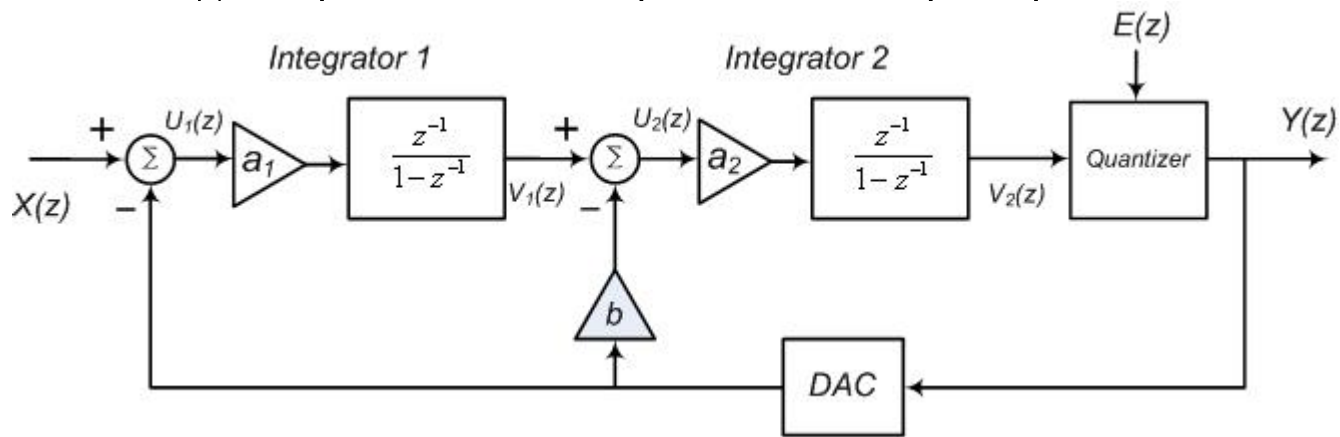 E(z)
Integrator 1
Integrator 2
+
U₁(z)
+
U₂(z)
Y(z)
Σ
a₁
z⁻¹
1 - z⁻¹
Σ
a₂
z⁻¹
1 - z⁻¹
Quantizer
X(z)
−
V₁(z)
−
V₂(z)
b
DAC